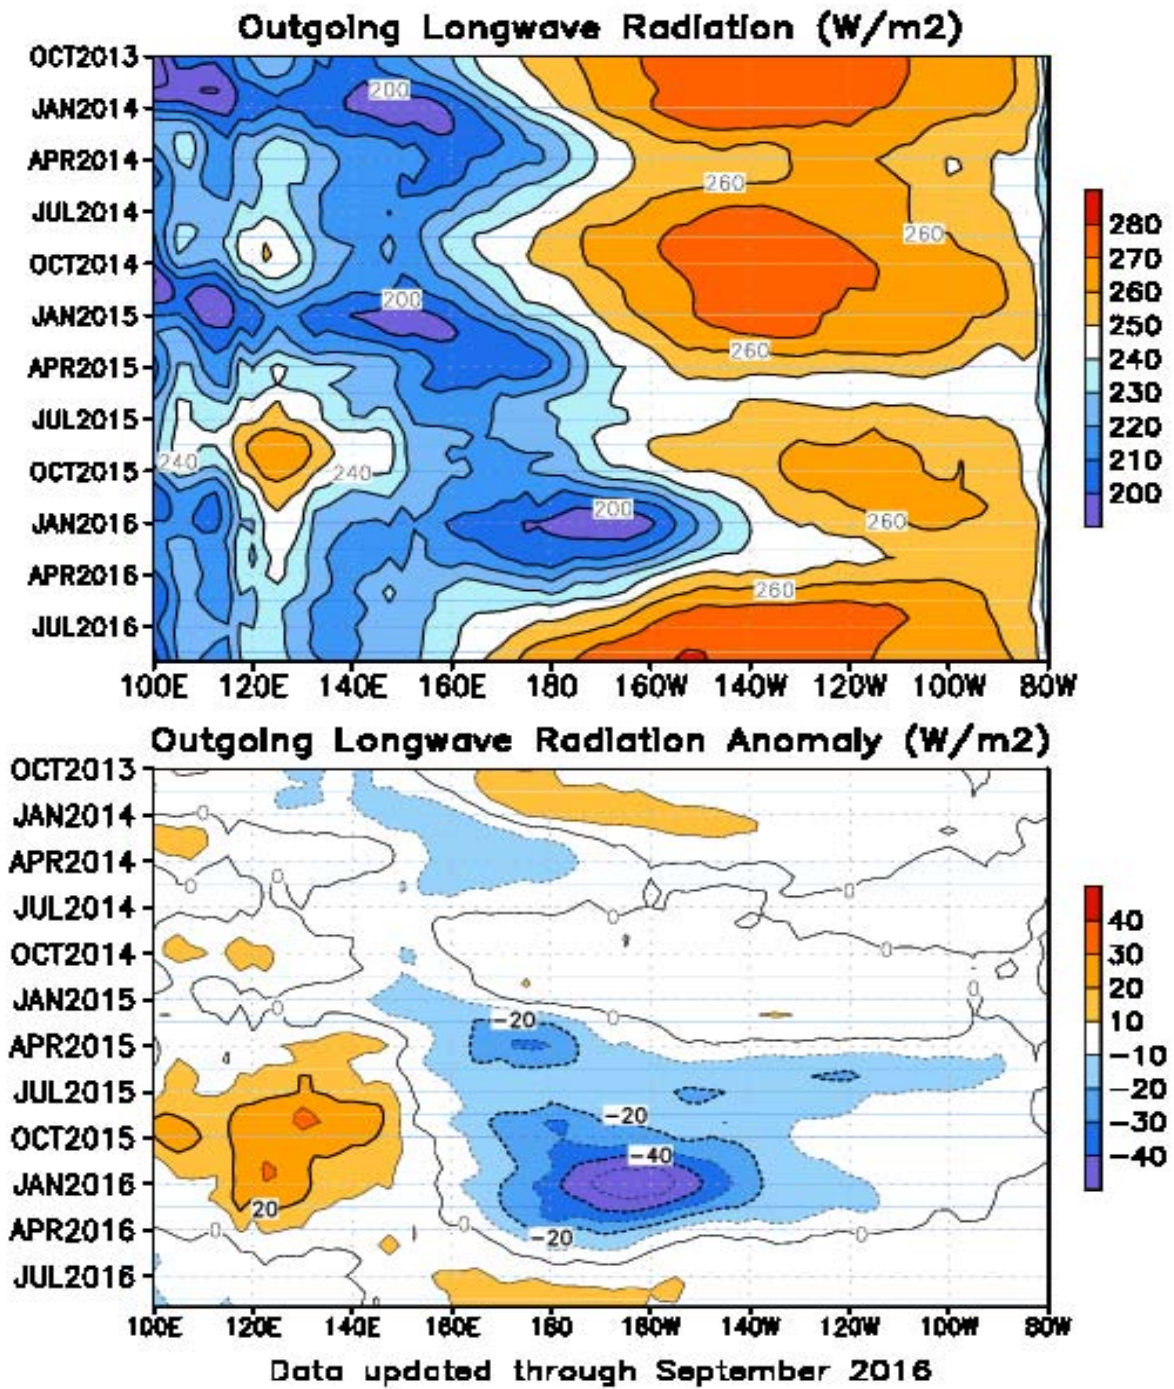 Outgoing Longwave Radiation (W/m2)
OCT2013
200
JAN2014
APR2014
260
JUL2014
260
OCT2014
200
JAN2015
260
APR2015
JUL2015
240
240
OCT2015
200
260
JAN2016
APR2016
260
JUL2016
280
270
260
250
240
230
220
210
200
100E 120E 140E 160E 180 160W 140W 120W 100W 80W
Outgoing Longwave Radiation Anomaly (W/m2)
OCT2013
0
JAN2014
APR2014
0 0 0
JUL2014
0
0
OCT2014
0
JAN2015
0 -20 0
APR2015
JUL2015
-20
OCT2015
-40
JAN2016
20
0
APR2016
0 -20 0
JUL2016
40
30
20
10
-10
-20
-30
-40
100E 120E 140E 160E 180 160W 140W 120W 100W 80W
Data updated through September 2016